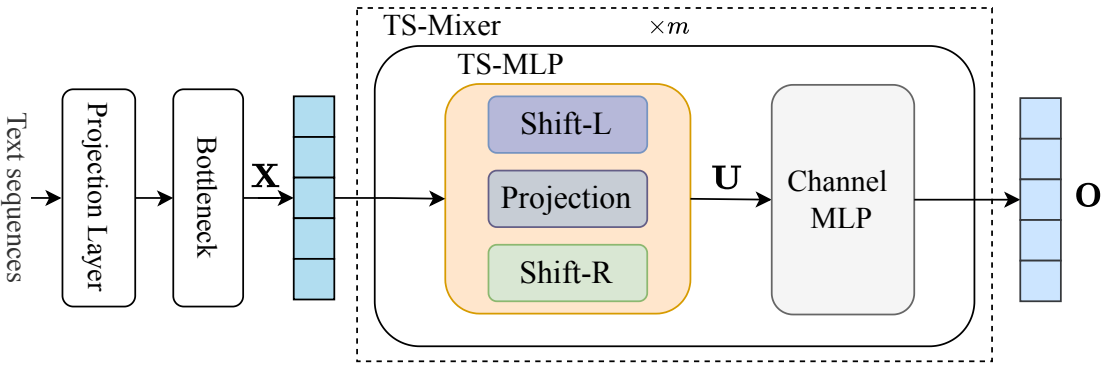 Text sequences
Projection Layer
Bottleneck
X
TS-Mixer
×m
TS-MLP
Shift-L
Projection
Shift-R
U
Channel
MLP
O